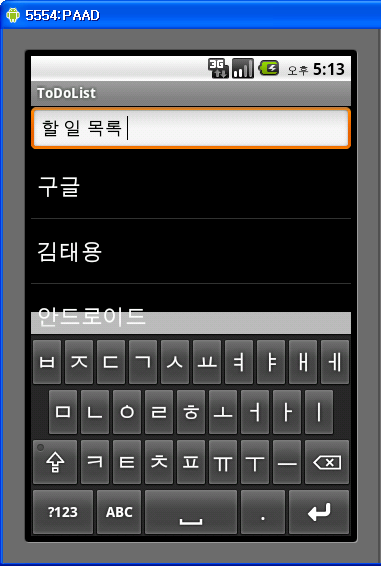 5554:PAAD
3G 오후 5:13
ToDoList
할 일 목록
구글
김태용
안드로이드
ㅂ ㅈ ㄷ ㄱ ㅅ ㅛ ㅕ ㅑ ㅐ ㅔ
ㅁ ㄴ ㅇ ㄹ ㅎ ㅗ ㅓ ㅏ ㅣ
ㅋ ㅌ ㅊ ㅍ ㅠ ㅜ ㅡ
?123 ABC .